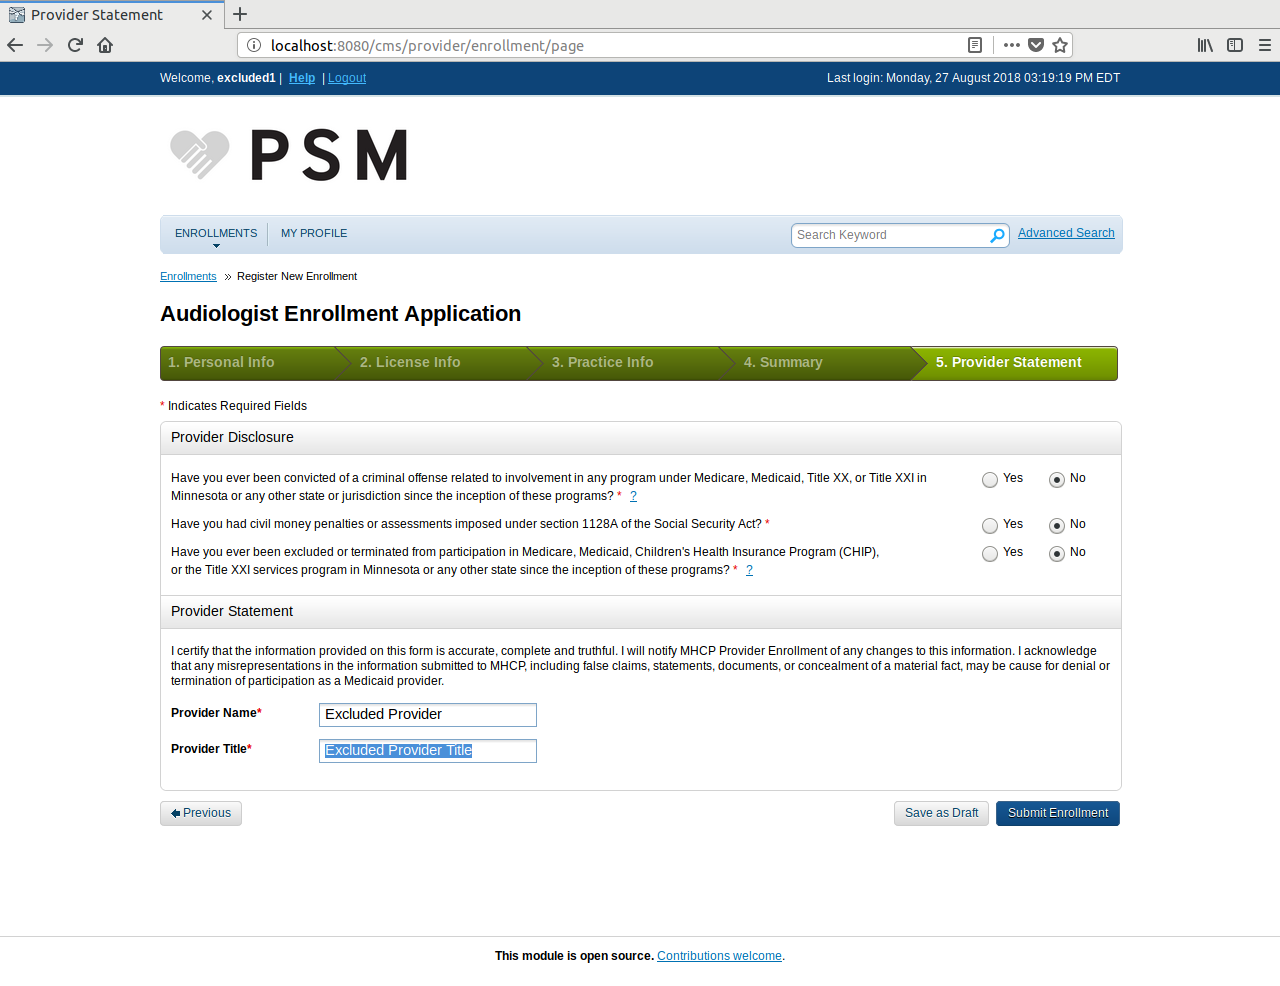 Provider Statement
localhost:8080/cms/provider/enrollment/page
Welcome, excluded1 | Help | Logout
Last login: Monday, 27 August 2018 03:19:19 PM EDT
PSM
ENROLLMENTS
MY PROFILE
Search Keyword
Advanced Search
Enrollments » Register New Enrollment
Audiologist Enrollment Application
1. Personal Info
2. License Info
3. Practice Info
4. Summary
5. Provider Statement
* Indicates Required Fields
Provider Disclosure
Have you ever been convicted of a criminal offense related to involvement in any program under Medicare, Medicaid, Title XX, or Title XXI in
Minnesota or any other state or jurisdiction since the inception of these programs? * ?
Yes No
Have you had civil money penalties or assessments imposed under section 1128A of the Social Security Act? *
Yes No
Have you ever been excluded or terminated from participation in Medicare, Medicaid, Children's Health Insurance Program (CHIP),
or the Title XXI services program in Minnesota or any other state since the inception of these programs? * ?
Yes No
Provider Statement
I certify that the information provided on this form is accurate, complete and truthful. I will notify MHCP Provider Enrollment of any changes to this information. I acknowledge
that any misrepresentations in the information submitted to MHCP, including false claims, statements, documents, or concealment of a material fact, may be cause for denial or
termination of participation as a Medicaid provider.
Provider Name* Excluded Provider
Provider Title* Excluded Provider Title
Previous
Save as Draft
Submit Enrollment
This module is open source. Contributions welcome.